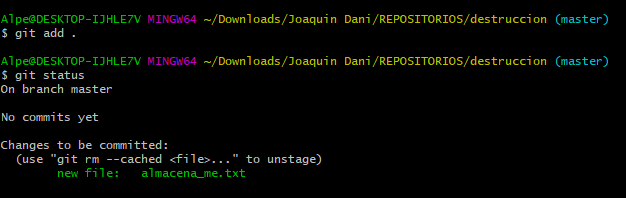 Alpe@DESKTOP-IJHLE7V MINGW64 ~/Downloads/Joaquin Dani/REPOSITORIOS/destruccion (master)
$ git add .
Alpe@DESKTOP-IJHLE7V MINGW64 ~/Downloads/Joaquin Dani/REPOSITORIOS/destruccion (master)
$ git status
On branch master
No commits yet
Changes to be committed:
  (use "git rm --cached <file>..." to unstage)
        new file:   almacena_me.txt